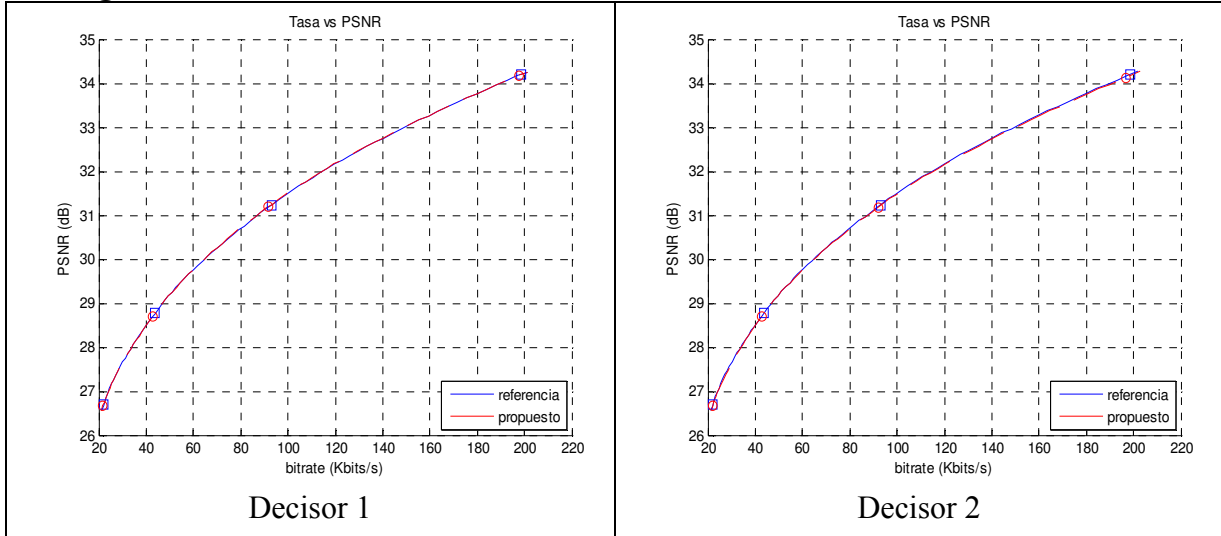 Tasa vs PSNR
35
34
33
32
31
30
29
28
27
26
PSNR (dB)
20 40 60 80 100 120 140 160 180 200 220
bitrate (Kbits/s)
referencia
propuesto
Decisor 1
Tasa vs PSNR
35
34
33
32
31
30
29
28
27
26
PSNR (dB)
20 40 60 80 100 120 140 160 180 200 220
bitrate (Kbits/s)
referencia
propuesto
Decisor 2